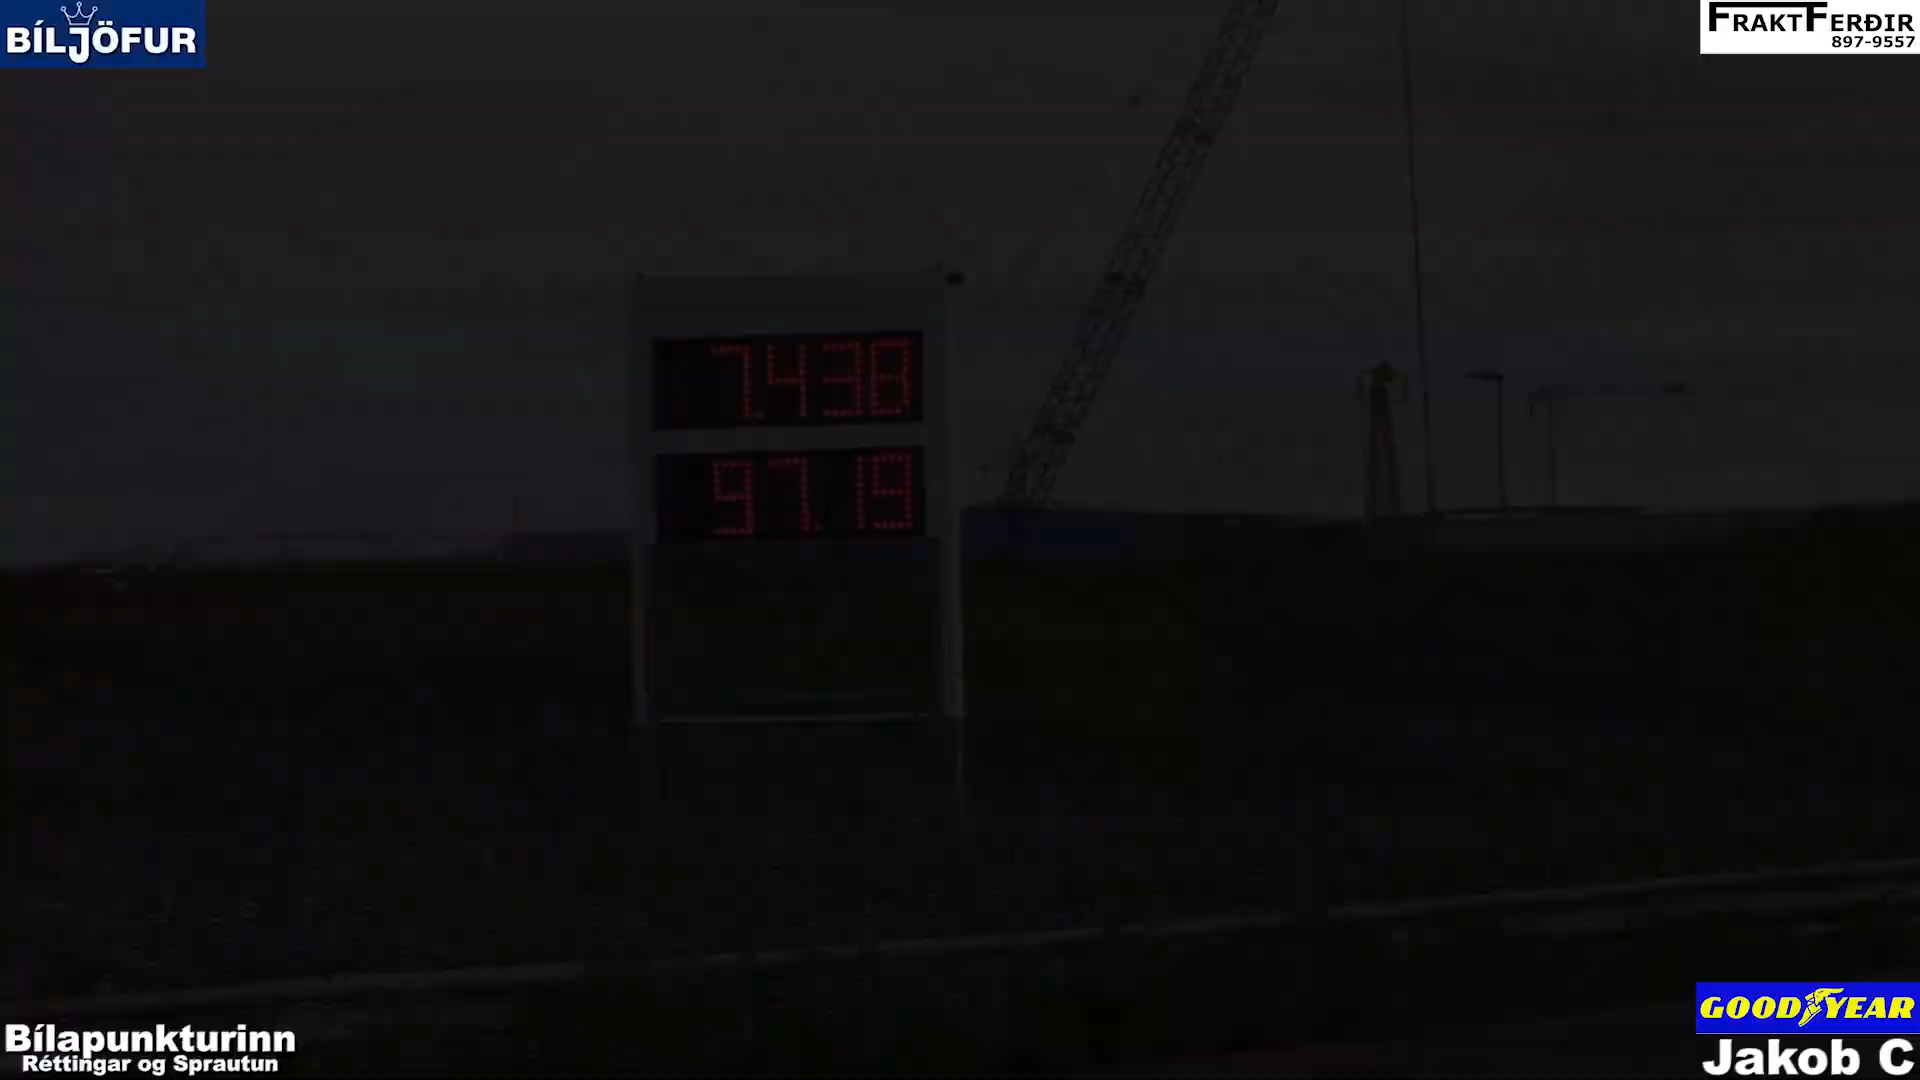 BÍLJÖFUR
FRAKTFERÐIR
897-9557
7.438
97.19
Bílapunkturinn
Réttingar og Sprautun
GOODYEAR
Jakob C